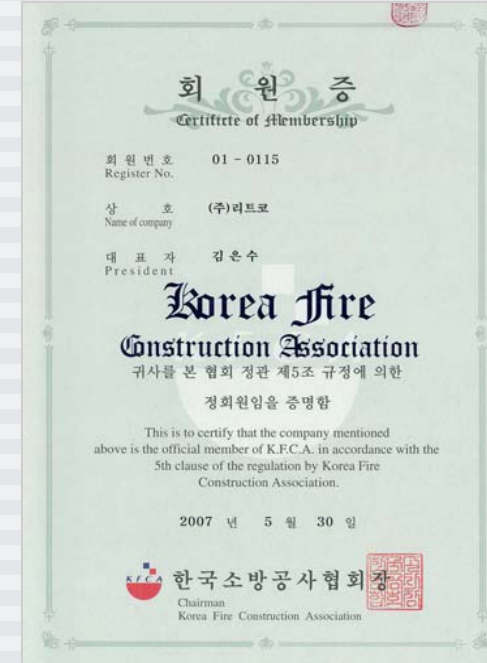 회 원 증
Certificte of Membership
회 원 번 호 01 - 0115
Register No.
상 호 (주)리트코
Name of company
대 표 자 김은수
President
Korea Fire
Construction Association
귀사를 본 협회 정관 제5조 규정에 의한
정회원임을 증명함
This is to certify that the company mentioned
above is the official member of K.F.C.A. in accordance with the
5th clause of the regulation by Korea Fire
Construction Association.
2007 년 5 월 30 일
KFCA 한국소방공사협회장
Chairman
Korea Fire Construction Association